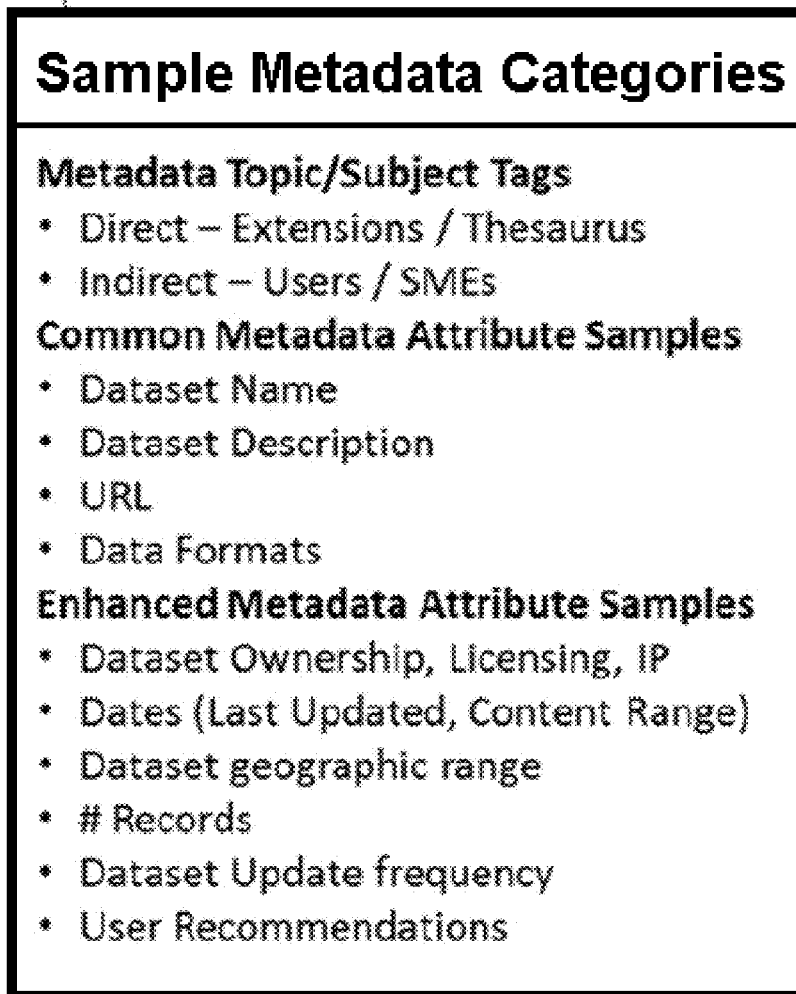 Sample Metadata Categories
Metadata Topic/Subject Tags
• Direct – Extensions / Thesaurus
• Indirect – Users / SMEs
Common Metadata Attribute Samples
• Dataset Name
• Dataset Description
• URL
• Data Formats
Enhanced Metadata Attribute Samples
• Dataset Ownership, Licensing, IP
• Dates (Last Updated, Content Range)
• Dataset geographic range
• # Records
• Dataset Update frequency
• User Recommendations